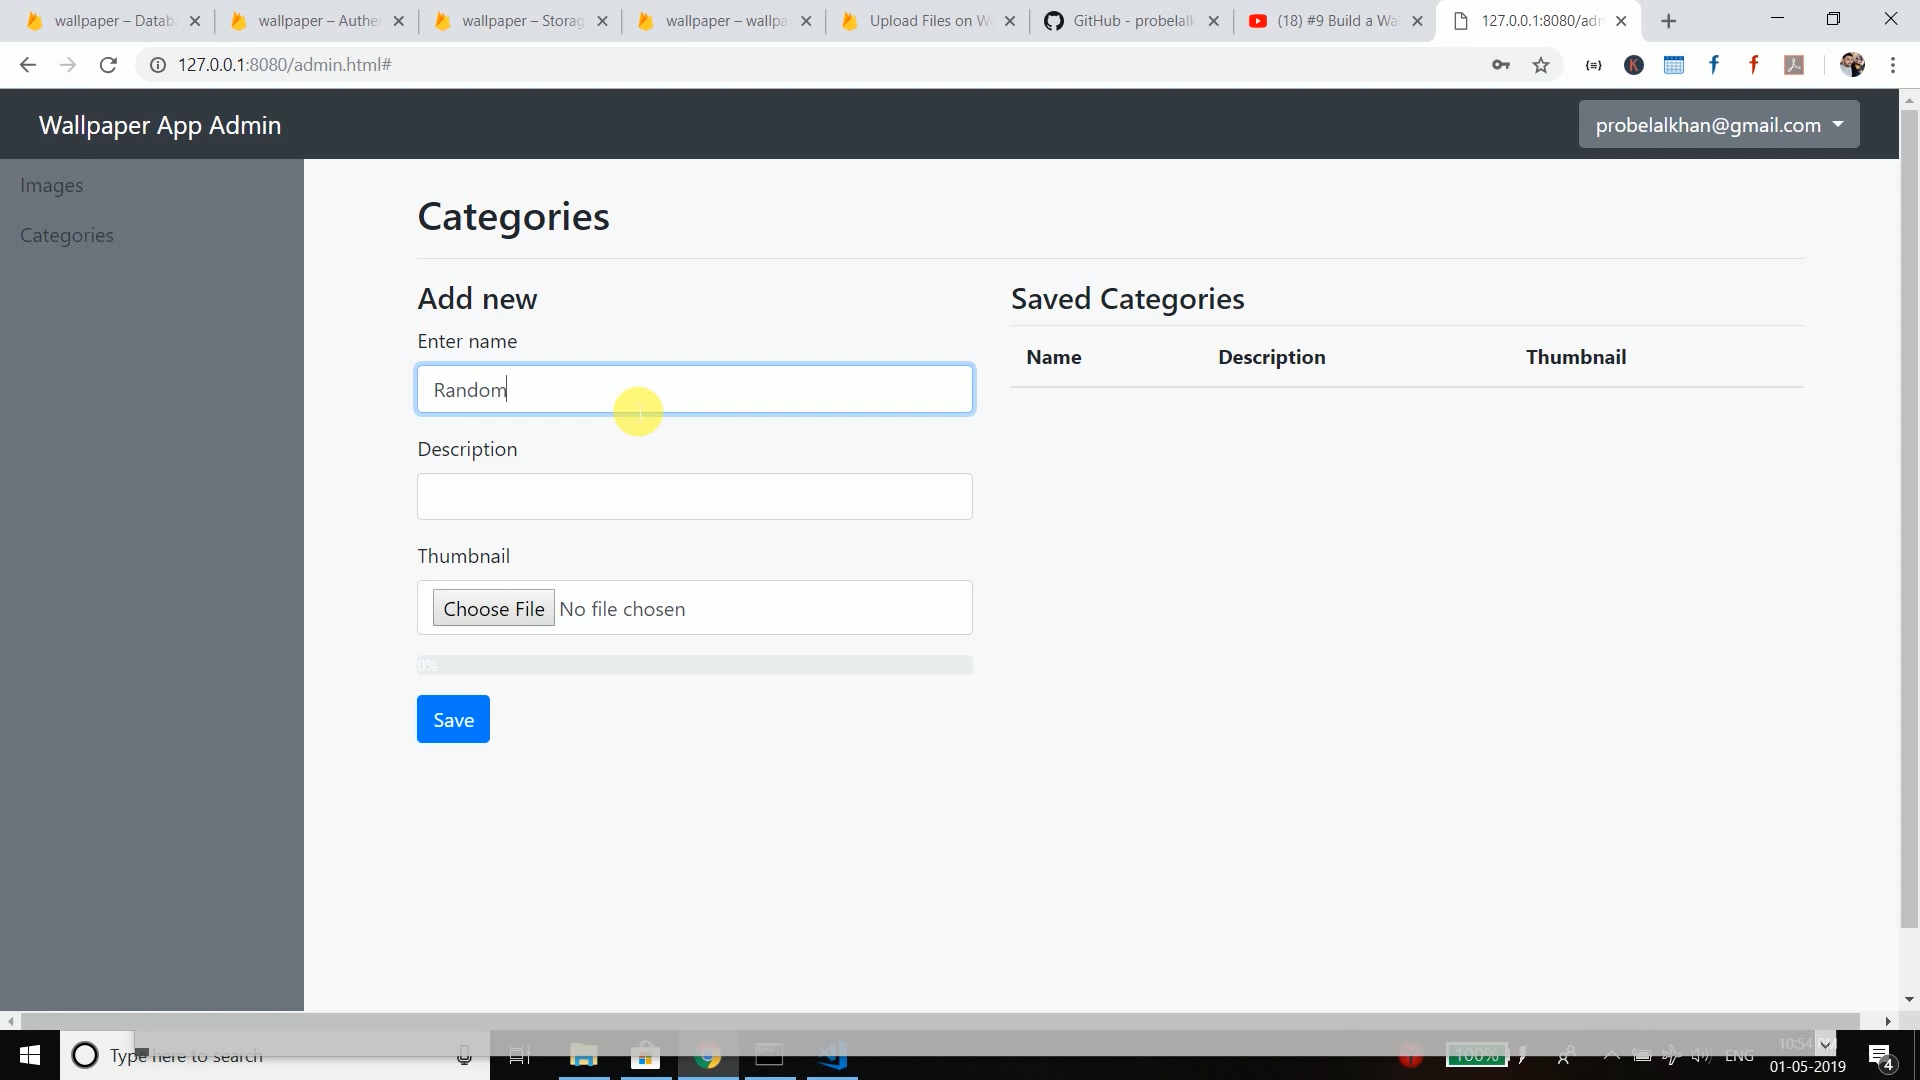 wallpaper – Datab
wallpaper – Authe
wallpaper – Storag
wallpaper – wallpa
Upload Files on W
GitHub - probelalk
(18) #9 Build a Wa
127.0.0.1:8080/adm
127.0.0.1:8080/admin.html#
Wallpaper App Admin
probelalkhan@gmail.com
Images
Categories
Categories
Add new
Enter name
Random
Description
Thumbnail
Choose File No file chosen
0%
Save
Saved Categories
Name Description Thumbnail
Type here to search
100%
ENG
10:54
01-05-2019
4